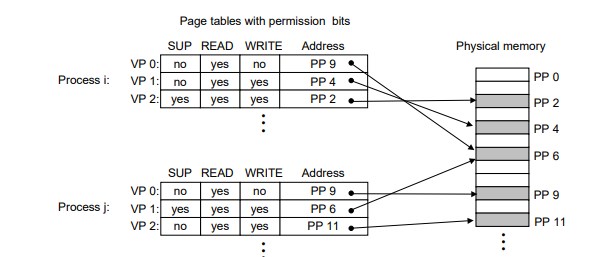 Page tables with permission bits
SUP READ WRITE Address
Process i:
VP 0: no yes no PP 9
VP 1: no yes yes PP 4
VP 2: yes yes yes PP 2
Physical memory
PP 0
PP 2
PP 4
PP 6
PP 9
PP 11
SUP READ WRITE Address
Process j:
VP 0: no yes no PP 9
VP 1: yes yes yes PP 6
VP 2: no yes yes PP 11